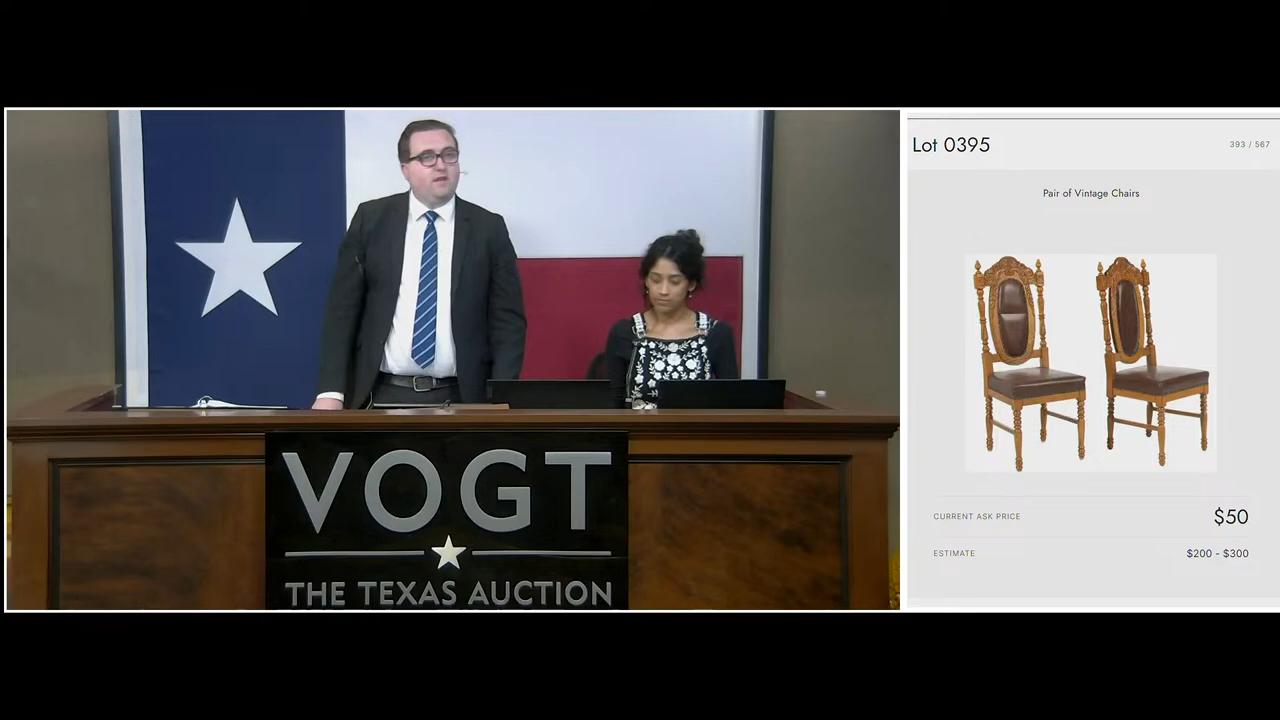 Lot 0395
393 / 567
Pair of Vintage Chairs
CURRENT ASK PRICE
$50
ESTIMATE
$200 - $300
VOGT
THE TEXAS AUCTION